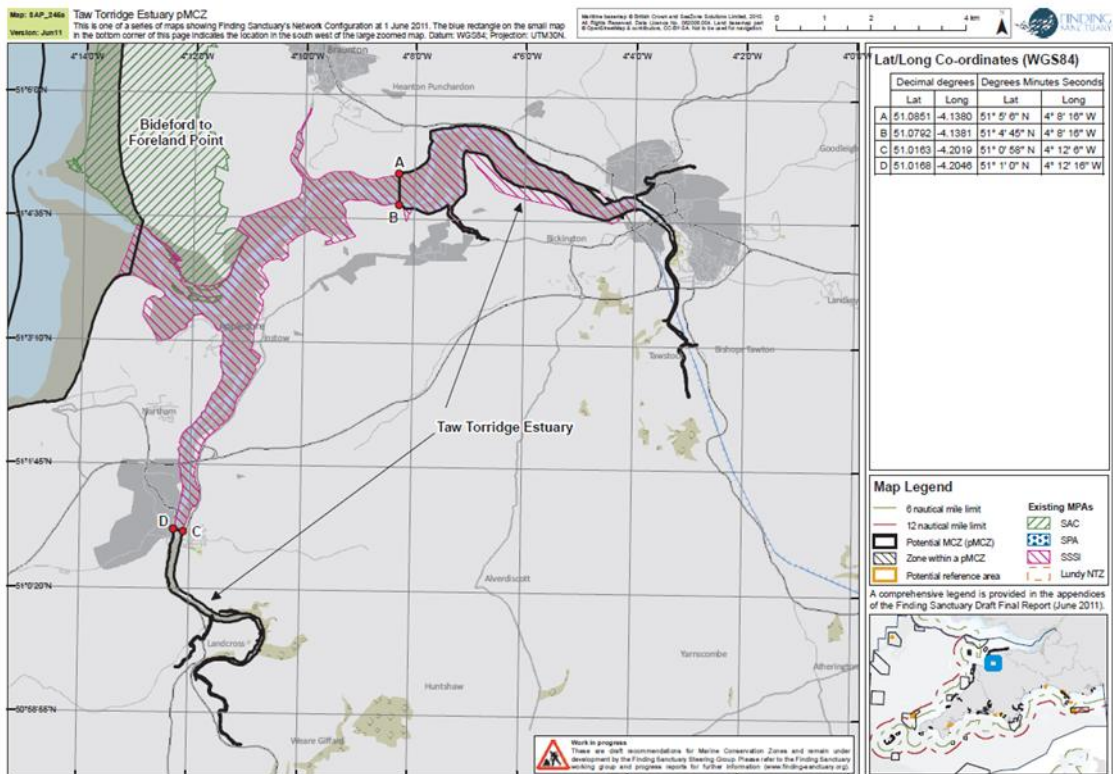 Map: SAP_246a
Version: Jun11
Taw Torridge Estuary pMCZ
This is one of a series of maps showing Finding Sanctuary's Network Configuration at 1 June 2011. The blue rectangle on the small map
in the bottom corner of this page indicates the location in the south west of the large zoomed map. Datum: WGS84; Projection: UTM30N.
0 1 2 4 km
N
FINDING
SANCTUARY
4°14'0"W 4°12'0"W 4°10'0"W 4°8'0"W 4°6'0"W 4°4'0"W 4°2'0"W 4°0'0"W
51°6'0"N
51°4'35"N
51°3'10"N
51°1'45"N
51°0'20"N
50°58'55"N
Braunton
Heanton Punchardon
Bideford to
Foreland Point
A
B
Goodleigh
Bickington
Landkey
Appledore
Instow
Tawstock
Bishops Tawton
Northam
Taw Torridge Estuary
D
C
Alverdiscott
Landcross
Yarnscombe
Atherington
Huntshaw
Weare Giffard
Lat/Long Co-ordinates (WGS84)
Decimal degrees Degrees Minutes Seconds
Lat Long Lat Long
A 51.0851 -4.1380 51° 5' 6" N 4° 8' 16" W
B 51.0792 -4.1381 51° 4' 45" N 4° 8' 16" W
C 51.0163 -4.2019 51° 0' 58" N 4° 12' 6" W
D 51.0168 -4.2046 51° 1' 0" N 4° 12' 16" W
Map Legend
6 nautical mile limit
12 nautical mile limit
Potential MCZ (pMCZ)
Zone within a pMCZ
Potential reference area
Existing MPAs
SAC
SPA
SSSI
Lundy NTZ
A comprehensive legend is provided in the appendices
of the Finding Sanctuary Draft Final Report (June 2011).
Work in progress
These are draft recommendations for Marine Conservation Zones and remain under
development by the Finding Sanctuary Steering Group. Please refer to the Finding Sanctuary
working group and progress reports for further information (www.finding-sanctuary.org).